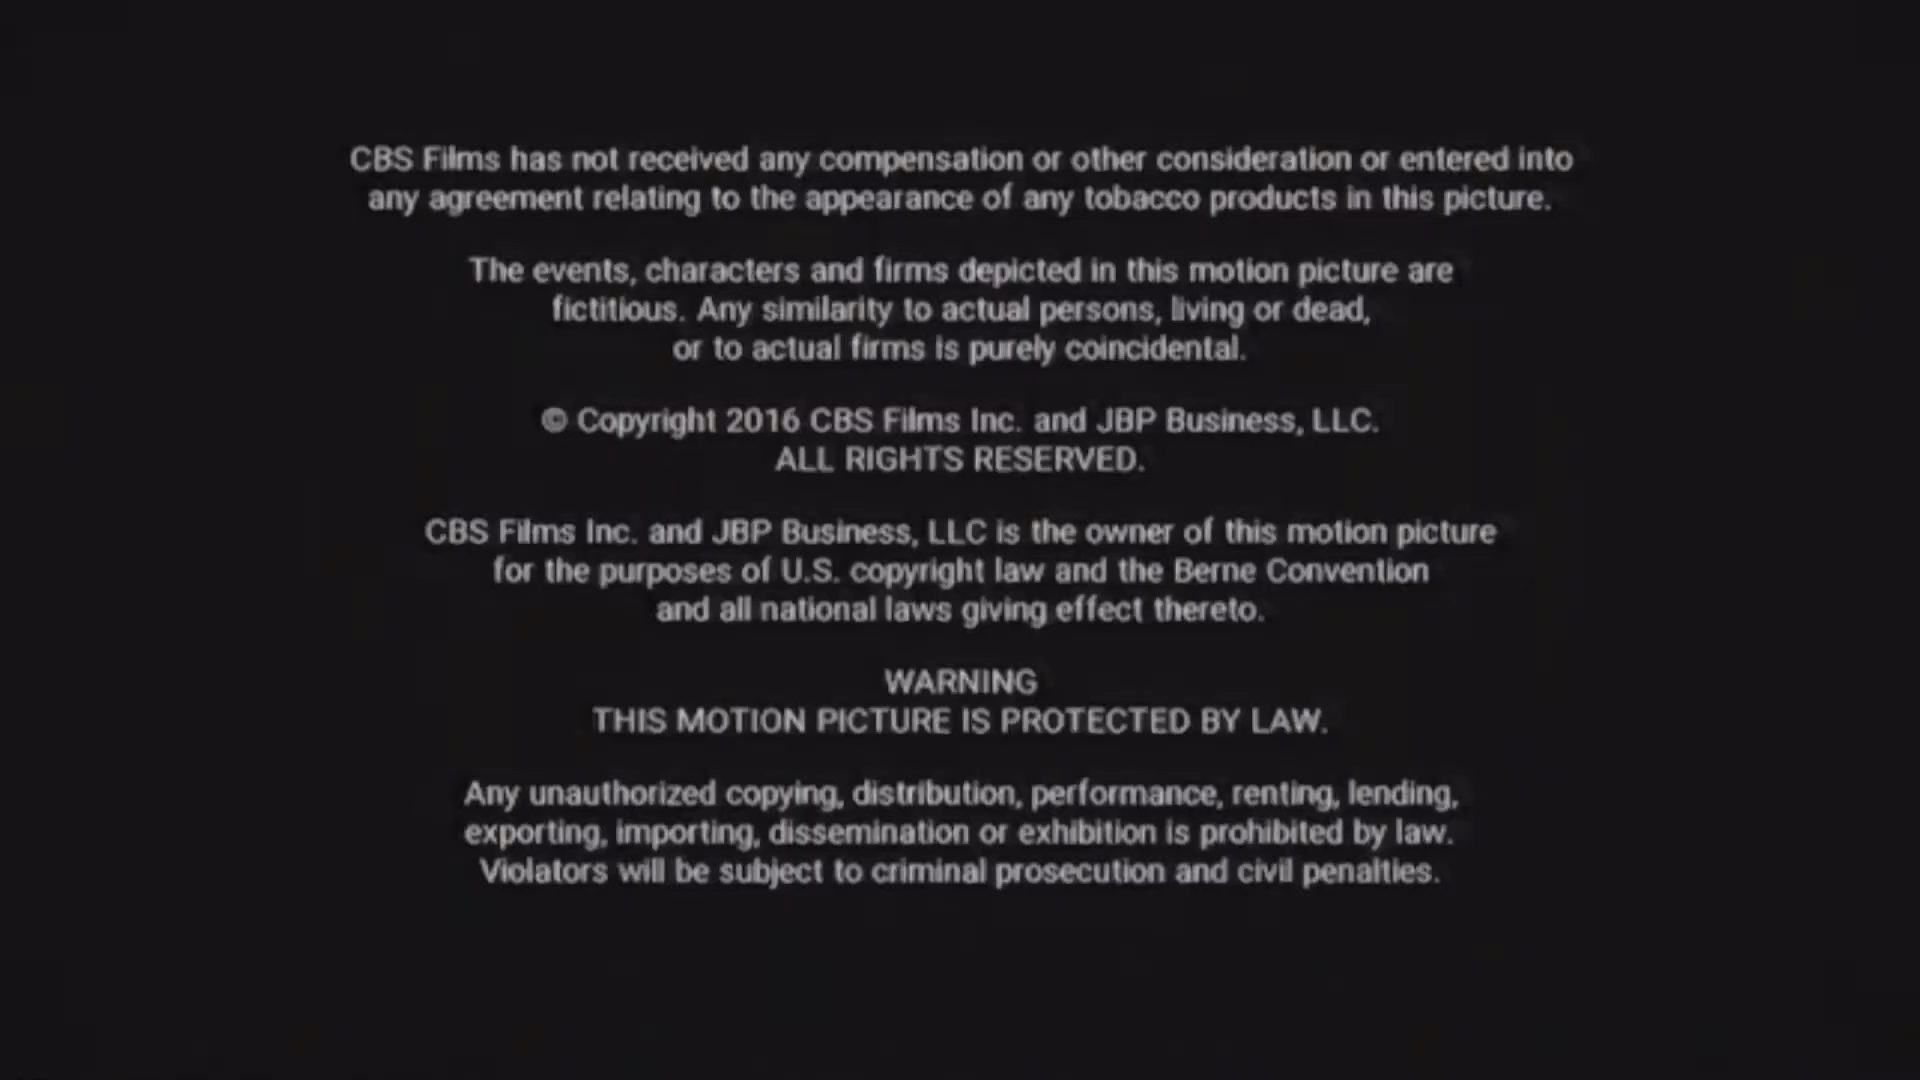 CBS Films has not received any compensation or other consideration or entered into
any agreement relating to the appearance of any tobacco products in this picture.
The events, characters and firms depicted in this motion picture are
fictitious. Any similarity to actual persons, living or dead,
or to actual firms is purely coincidental.
© Copyright 2016 CBS Films Inc. and JBP Business, LLC.
ALL RIGHTS RESERVED.
CBS Films Inc. and JBP Business, LLC is the owner of this motion picture
for the purposes of U.S. copyright law and the Berne Convention
and all national laws giving effect thereto.
WARNING
THIS MOTION PICTURE IS PROTECTED BY LAW.
Any unauthorized copying, distribution, performance, renting, lending,
exporting, importing, dissemination or exhibition is prohibited by law.
Violators will be subject to criminal prosecution and civil penalties.